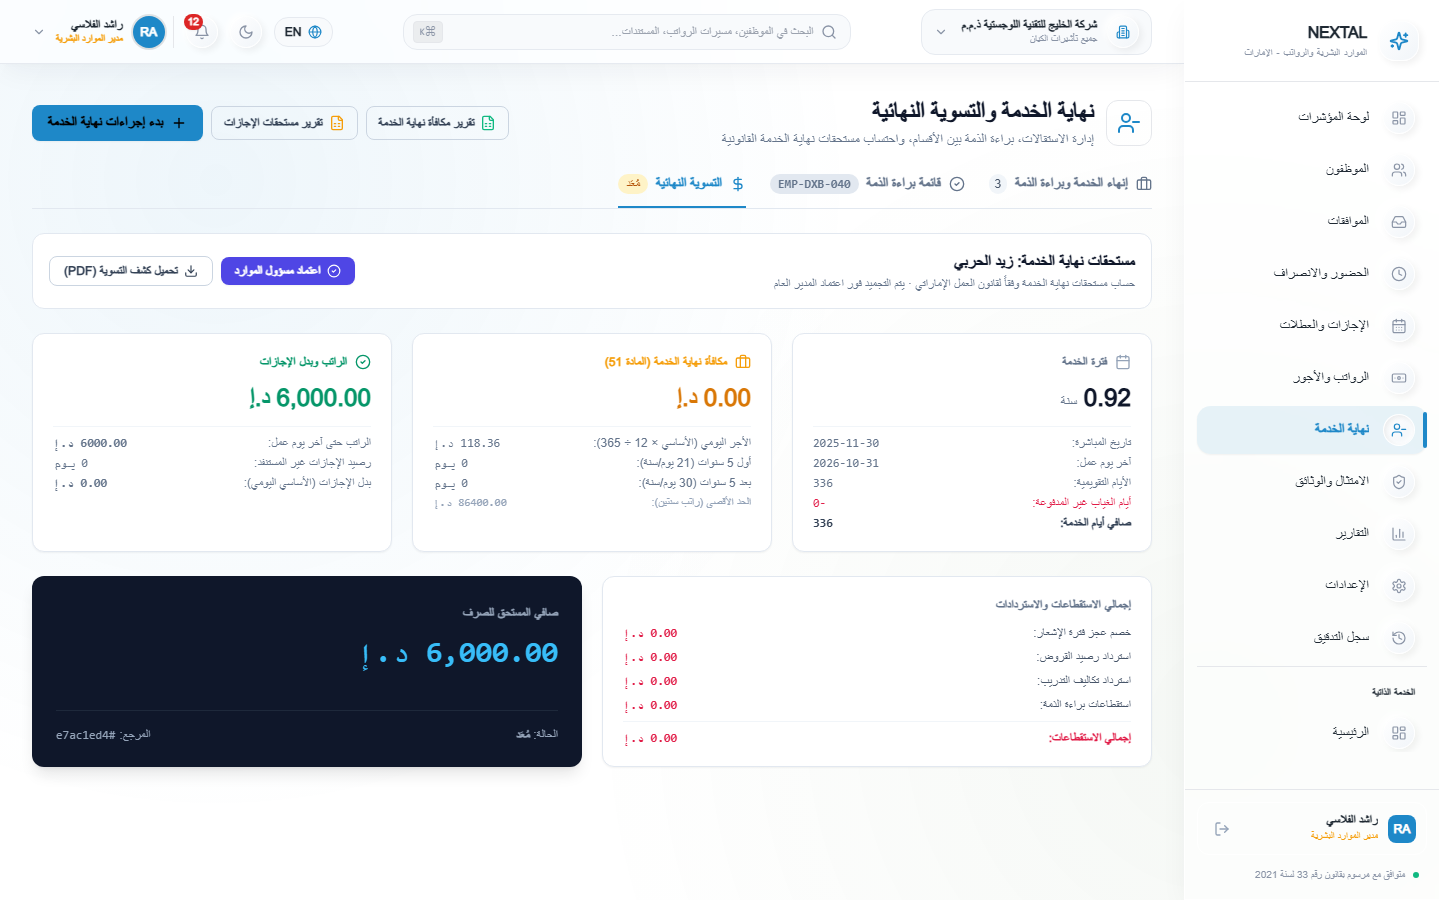 NEXTAL
الموارد البشرية والرواتب - الإمارات
شركة الخليج للتقنية اللوجستية ذ.م.م
جميع تأشيرات الكيان
البحث في الموظفين، مسيرات الرواتب، المستندات...
⌘K
EN
12
RA
راشد الفلاسي
مدير الموارد البشرية
لوحة المؤشرات
الموظفون
الموافقات
الحضور والانصراف
الإجازات والعطلات
الرواتب والأجور
نهاية الخدمة
الامتثال والوثائق
التقارير
الإعدادات
سجل التدقيق
الخدمة الذاتية
الرئيسية
RA
راشد الفلاسي
مدير الموارد البشرية
متوافق مع مرسوم بقانون رقم 33 لسنة 2021
نهاية الخدمة والتسوية النهائية
إدارة الاستقالات، براءة الذمة بين الأقسام، واحتساب مستحقات نهاية الخدمة القانونية
تقرير مكافأة نهاية الخدمة
تقرير مستحقات الإجازات
بدء إجراءات نهاية الخدمة
إنهاء الخدمة وبراءة الذمة 3
قائمة براءة الذمة EMP-DXB-040
التسوية النهائية مُعَد
مستحقات نهاية الخدمة: زيد الحربي
حساب مستحقات نهاية الخدمة وفقاً لقانون العمل الإماراتي · يتم التجميد فور اعتماد المدير العام
اعتماد مسؤول الموارد
تحميل كشف التسوية (PDF)
فترة الخدمة
0.92 سنة
تاريخ المباشرة: 2025-11-30
آخر يوم عمل: 2026-10-31
الأيام التقويمية: 336
أيام الغياب غير المدفوعة: -0
صافي أيام الخدمة: 336
مكافأة نهاية الخدمة (المادة 51)
0.00 د.إ
الأجر اليومي (الأساسي × 12 ÷ 365): 118.36 د.إ
أول 5 سنوات (21 يوم/سنة): 0 يوم
بعد 5 سنوات (30 يوم/سنة): 0 يوم
الحد الأقصى (راتب سنتين): 86400.00 د.إ
الراتب وبدل الإجازات
6,000.00 د.إ
الراتب حتى آخر يوم عمل: 6000.00 د.إ
رصيد الإجازات غير المستنفد: 0 يوم
بدل الإجازات (الأساسي اليومي): 0.00 د.إ
إجمالي الاستقطاعات والاستردادات
خصم عجز فترة الإشعار: 0.00 د.إ
استرداد رصيد القروض: 0.00 د.إ
استرداد تكاليف التدريب: 0.00 د.إ
استقطاعات براءة الذمة: 0.00 د.إ
إجمالي الاستقطاعات: 0.00 د.إ
صافي المستحق للصرف
6,000.00 د.إ
الحالة: مُعَد
المرجع: #e7ac1ed4